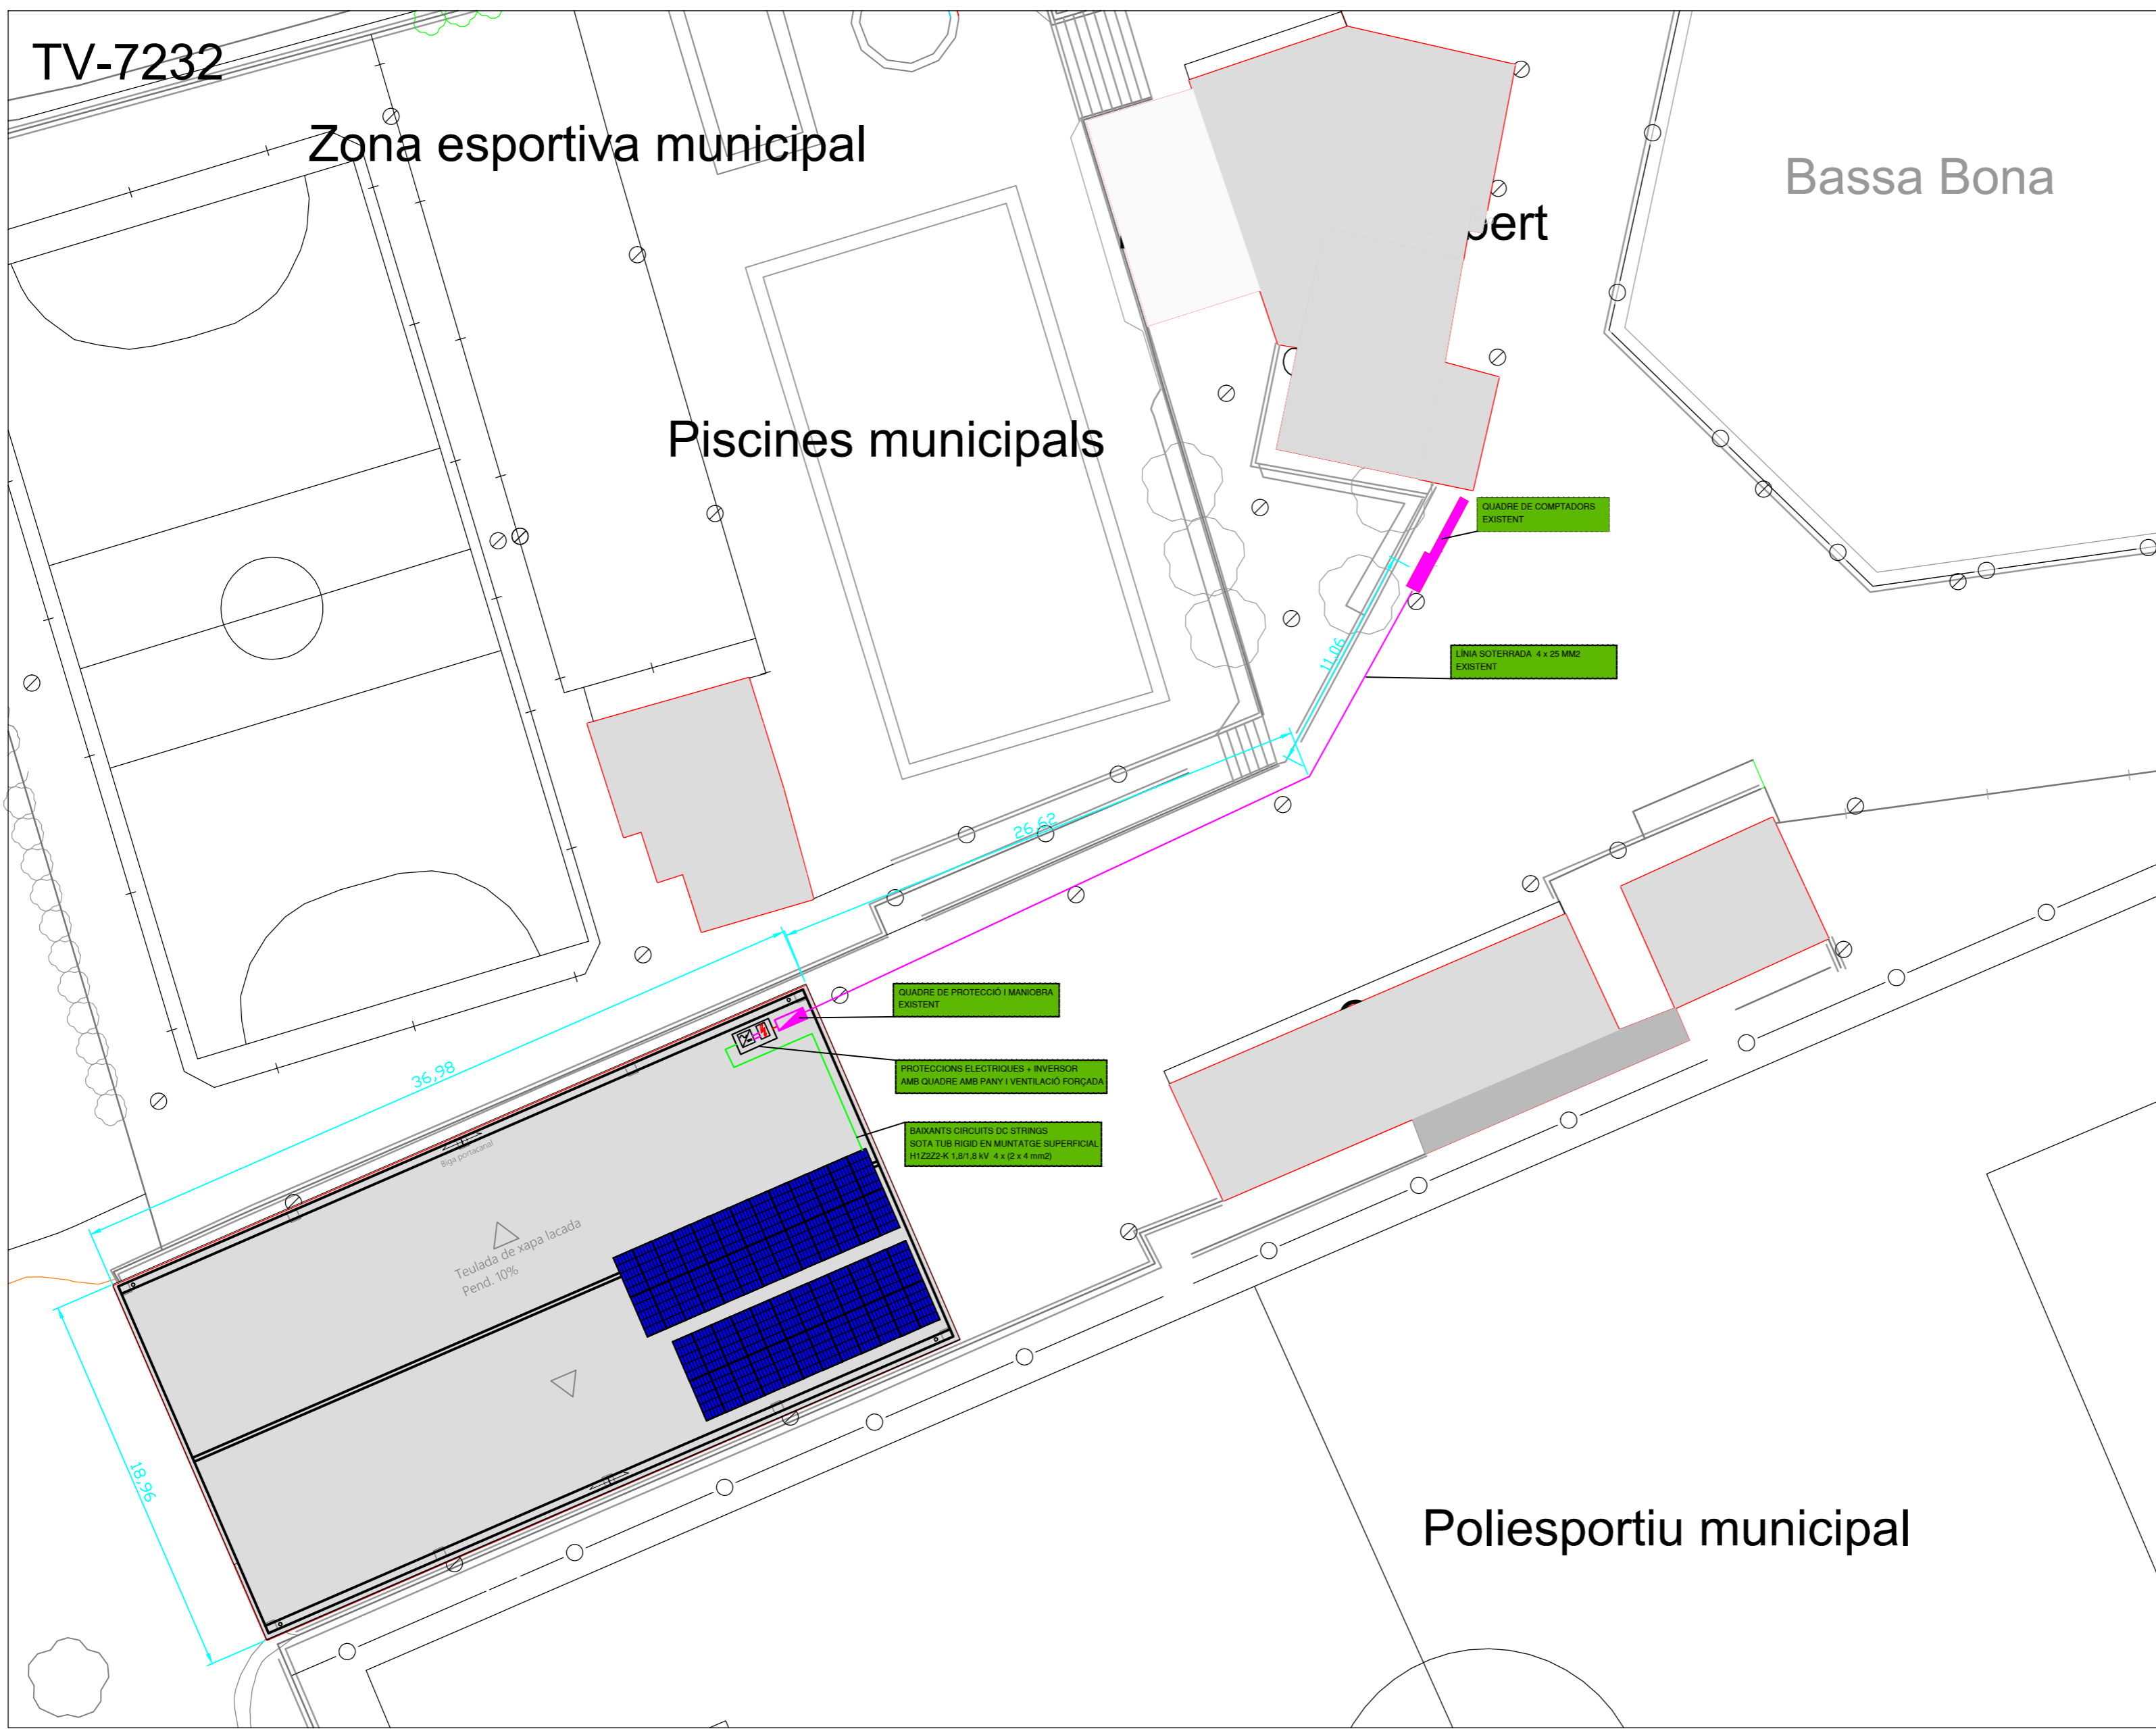 TV-7232
Zona esportiva municipal
Bassa Bona
bert
Piscines municipals
QUADRE DE COMPTADORS
EXISTENT
LÍNIA SOTERRADA 4 x 25 MM2
EXISTENT
11,06
26,62
QUADRE DE PROTECCIÓ I MANIOBRA
EXISTENT
36,98
PROTECCIONS ELECTRIQUES + INVERSOR
AMB QUADRE AMB PANY I VENTILACIÓ FORÇADA
BAIXANTS CIRCUITS DC STRINGS
SOTA TUB RIGID EN MUNTATGE SUPERFICIAL
H1Z2Z2-K 1,8/1,8 kV 4 x (2 x 4 mm2)
Biga portacanal
Teulada de xapa lacada
Pend. 10%
18,96
Poliesportiu municipal